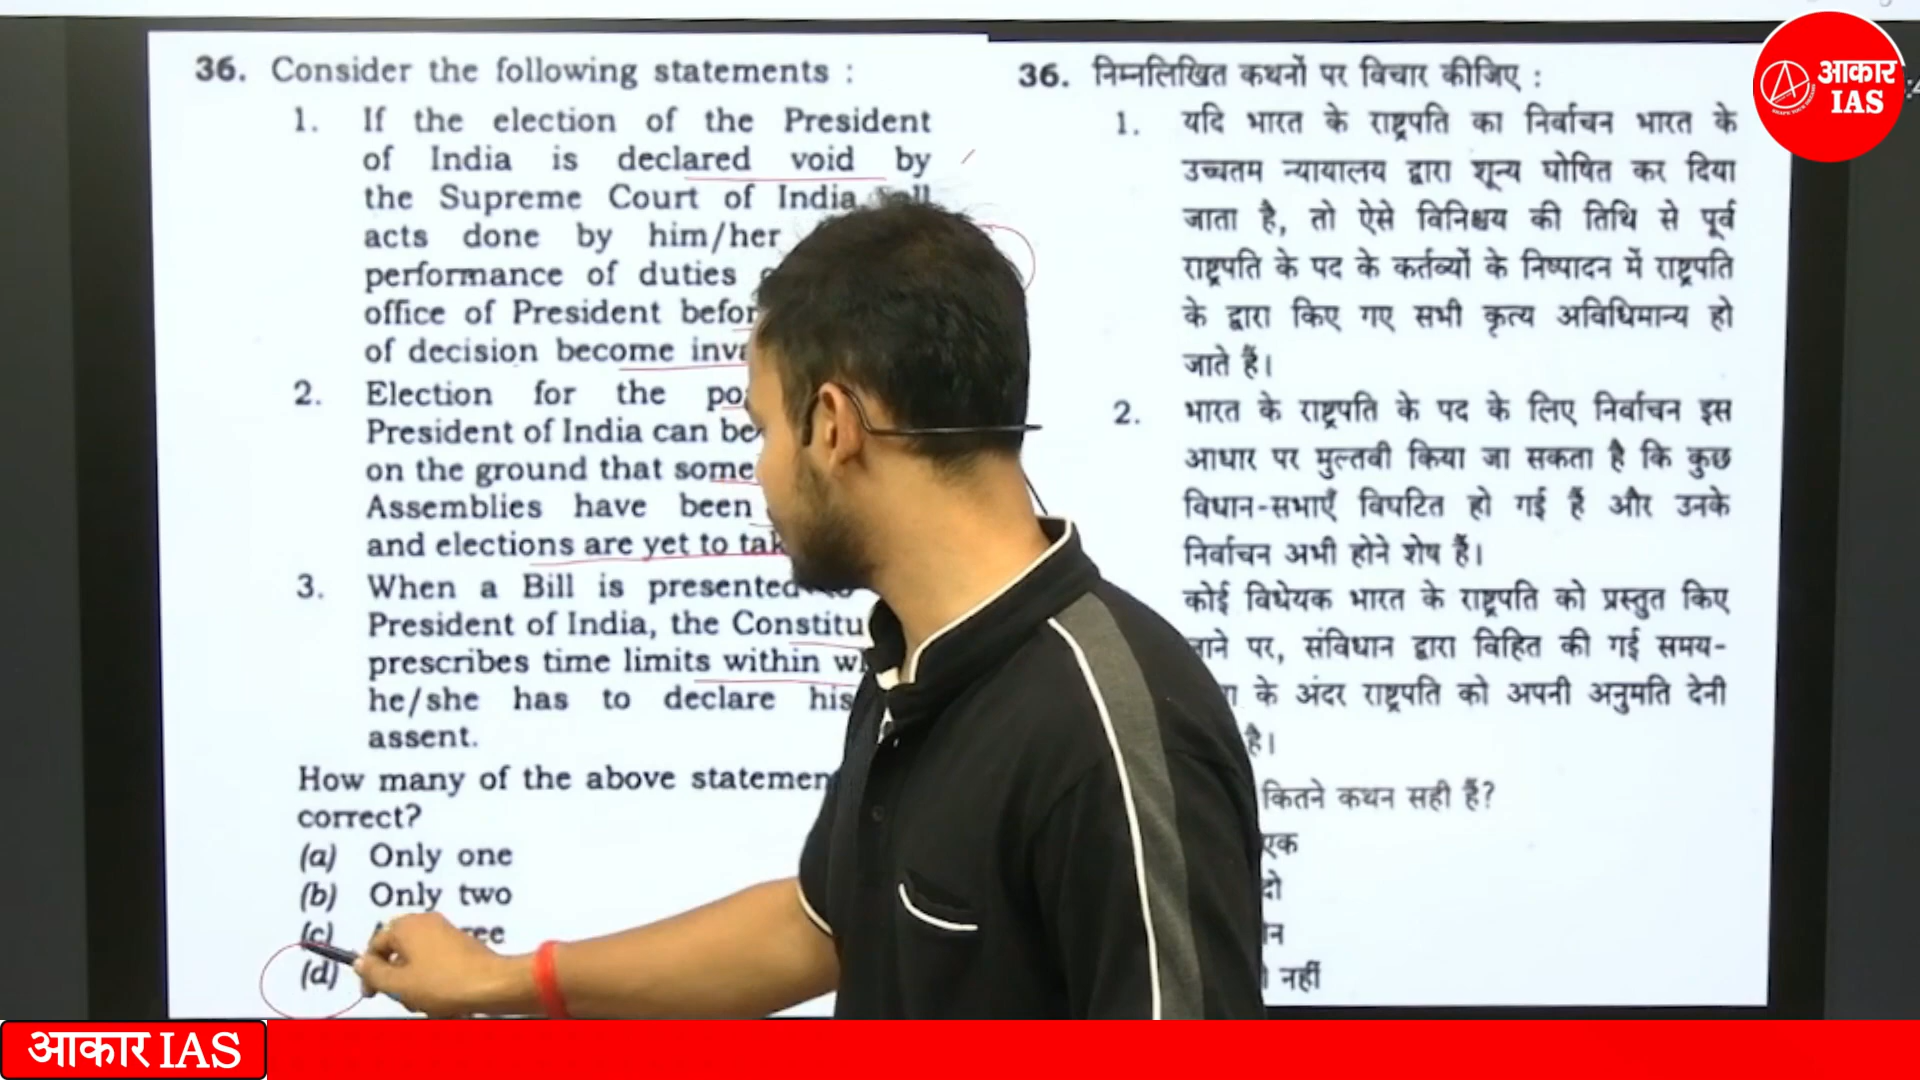 36. Consider the following statements :
1. If the election of the President
of India is declared void by
the Supreme Court of India,
acts done by him/her
performance of duties
office of President
of decision become
2. Election for the
President of India can be
on the ground that some
Assemblies have been
and elections are yet to
3. When a Bill is presented
President of India, the
prescribes time limits within
he/she has to declare his
assent.
How many of the above
correct?
(a) Only one
(b) Only two
(c)
(d)
36. निम्नलिखित कथनों पर विचार कीजिए :
1. यदि भारत के राष्ट्रपति का निर्वाचन भारत के
उच्चतम न्यायालय द्वारा शून्य घोषित कर दिया
जाता है, तो ऐसे विनिश्चय की तिथि से पूर्व
राष्ट्रपति के पद के कर्तव्यों के निष्पादन में राष्ट्रपति
के द्वारा किए गए सभी कृत्य अविधिमान्य हो
जाते हैं।
2. भारत के राष्ट्रपति के पद के लिए निर्वाचन इस
आधार पर मुल्तवी किया जा सकता है कि कुछ
विधान-सभाएँ विघटित हो गई हैं और उनके
निर्वाचन अभी होने शेष हैं।
कोई विधेयक भारत के राष्ट्रपति को प्रस्तुत किए
पर, संविधान द्वारा विहित की गई समय-
के अंदर राष्ट्रपति को अपनी अनुमति देनी
है।
कितने कथन सही हैं?
एक
दो
नहीं
आकार
IAS
आकार IAS